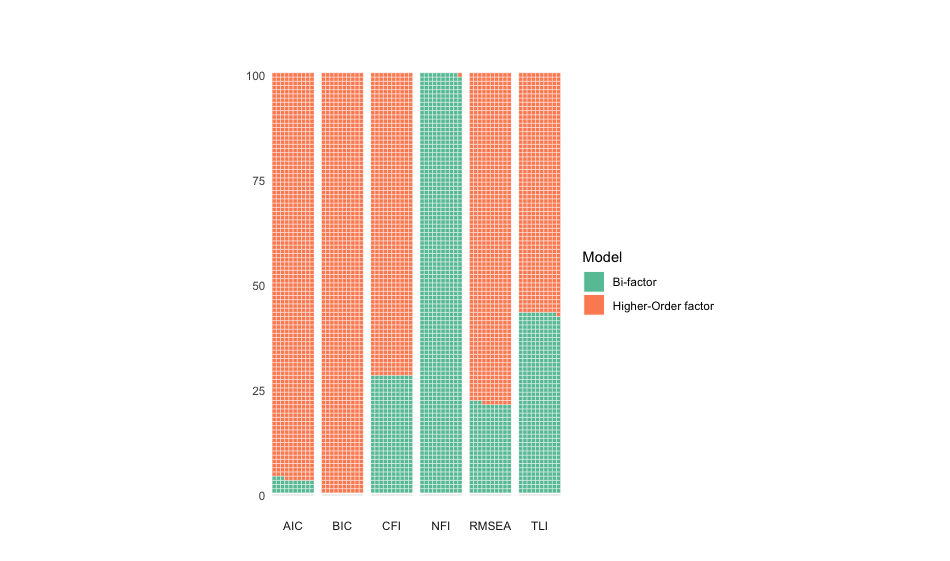 100
75
50
25
0
AIC BIC CFI NFI RMSEA TLI
Model
Bi-factor
Higher-Order factor